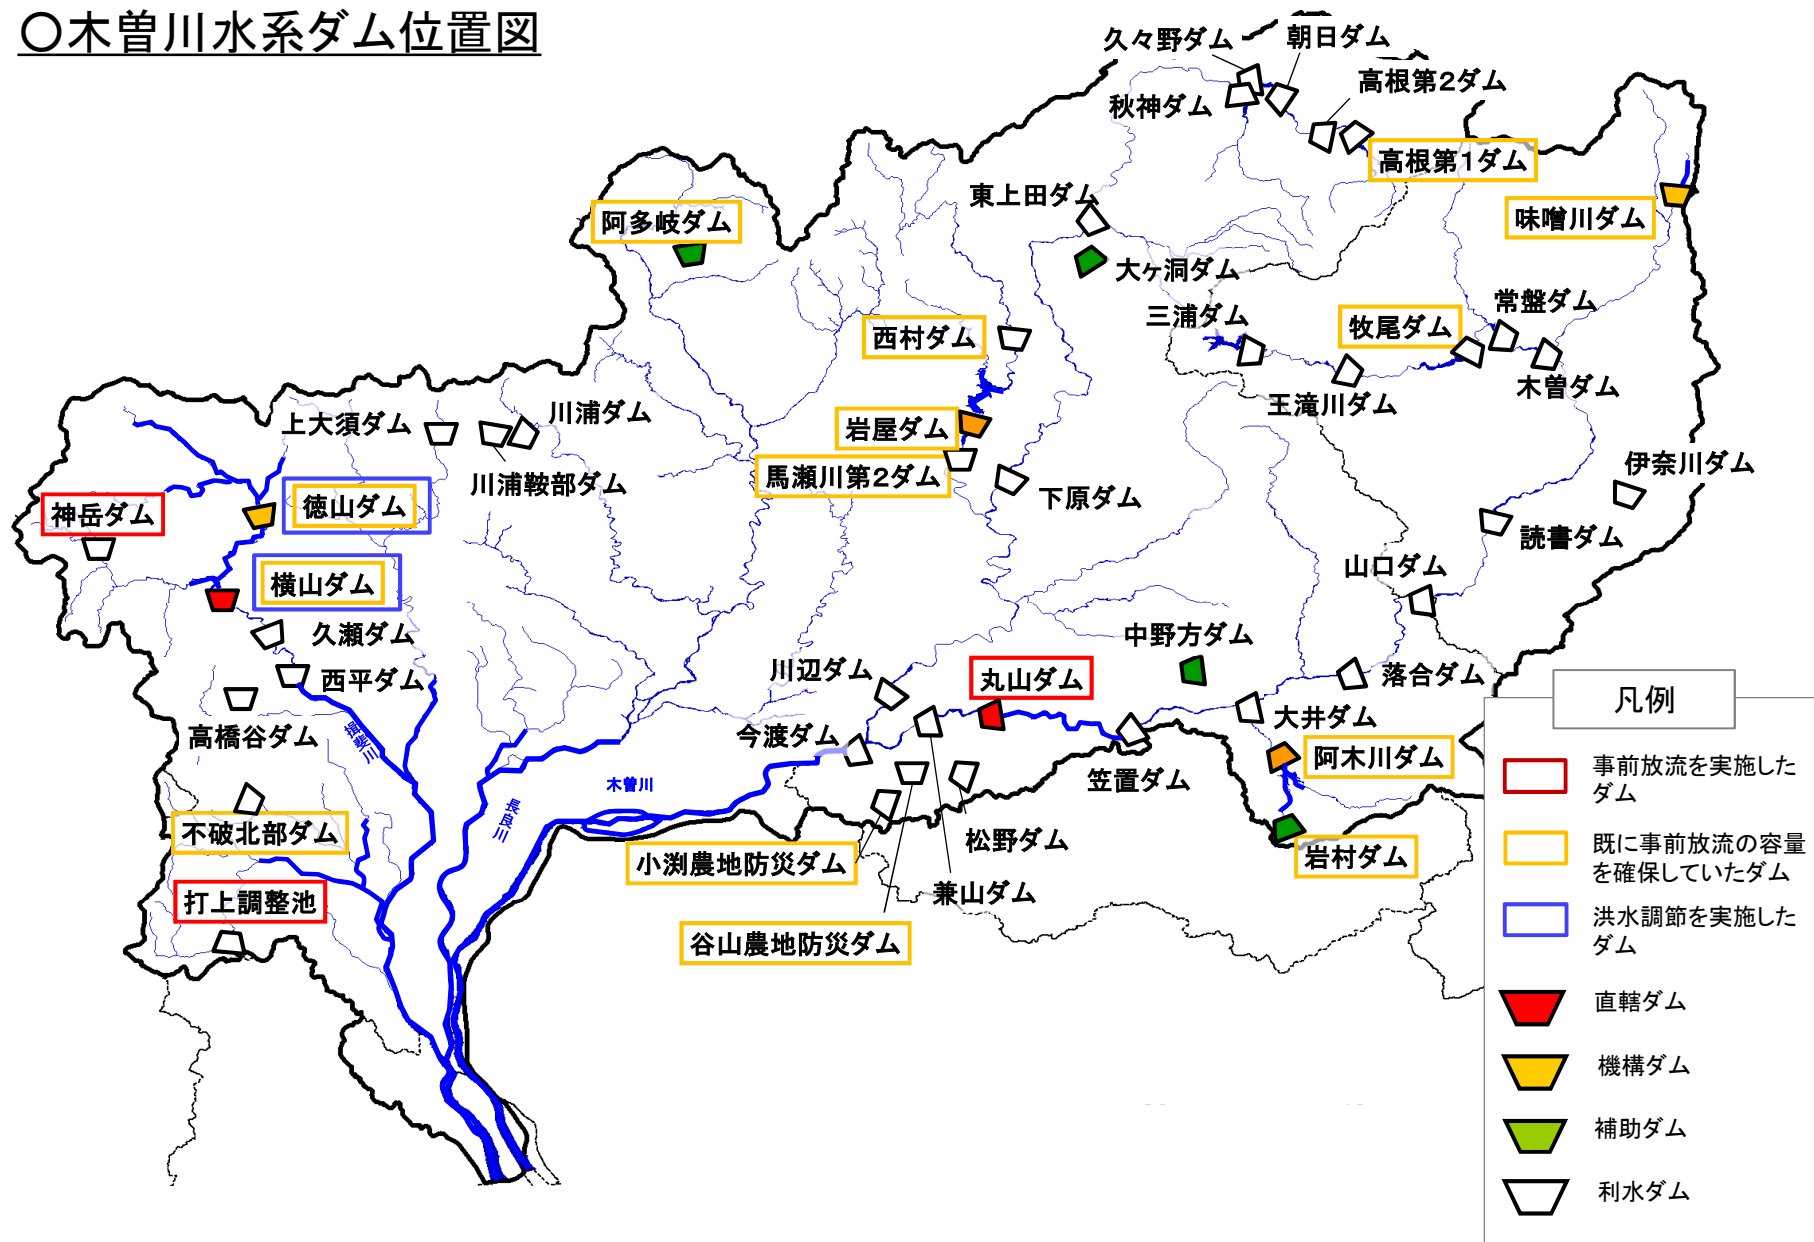 〇木曽川水系ダム位置図
久々野ダム
朝日ダム
高根第2ダム
秋神ダム
高根第1ダム
東上田ダム
味噌川ダム
阿多岐ダム
大ヶ洞ダム
三浦ダム
常盤ダム
西村ダム
牧尾ダム
木曽ダム
王滝川ダム
上大須ダム
川浦ダム
岩屋ダム
川浦鞍部ダム
馬瀬川第2ダム
下原ダム
伊奈川ダム
神岳ダム
徳山ダム
読書ダム
横山ダム
山口ダム
久瀬ダム
中野方ダム
西平ダム
川辺ダム
丸山ダム
落合ダム
高橋谷ダム
揖斐川
今渡ダム
大井ダム
阿木川ダム
木曽川
笠置ダム
長良川
不破北部ダム
松野ダム
小渕農地防災ダム
岩村ダム
兼山ダム
打上調整池
谷山農地防災ダム
凡例
事前放流を実施した
ダム
既に事前放流の容量
を確保していたダム
洪水調節を実施した
ダム
直轄ダム
機構ダム
補助ダム
利水ダム